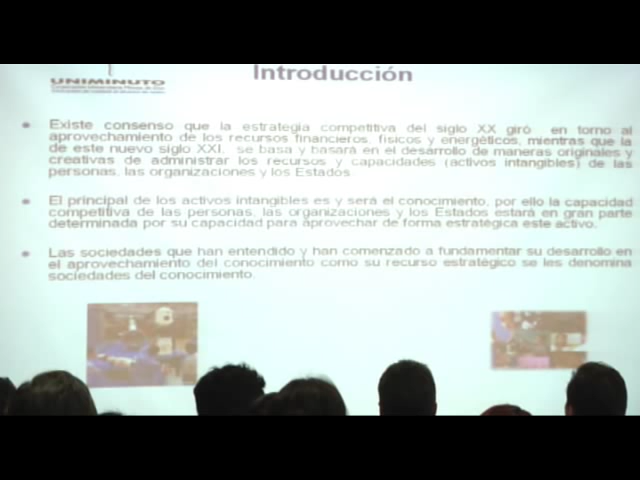 Introducción
UNIMINUTO
Existe consenso que la estrategia competitiva del siglo XX giró en torno al
aprovechamiento de los recursos financieros, físicos y energéticos, mientras que la
de este nuevo siglo XXI, se basa y basará en el desarrollo de maneras originales y
creativas de administrar los recursos y capacidades (activos intangibles) de las
personas, las organizaciones y los Estados.
El principal de los activos intangibles es y será el conocimiento, por ello la capacidad
competitiva de las personas, las organizaciones y los Estados estará en gran parte
determinada por su capacidad para aprovechar de forma estratégica este activo.
Las sociedades que han entendido y han comenzado a fundamentar su desarrollo en
el aprovechamiento del conocimiento como su recurso estratégico se les denomina
sociedades del conocimiento.